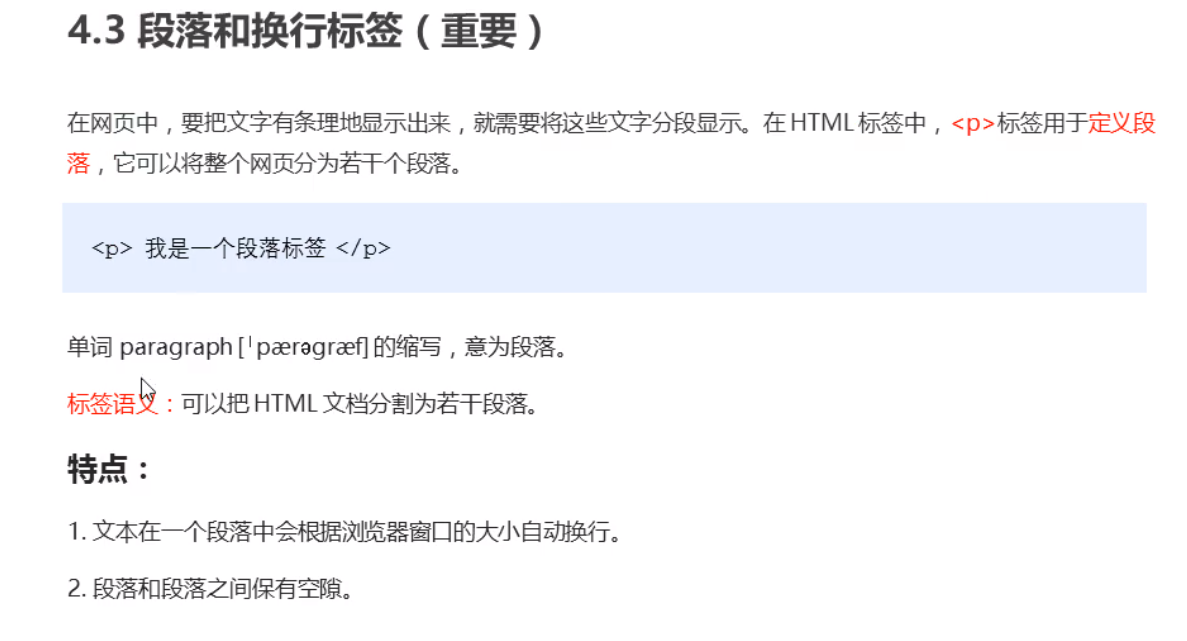 4.3 段落和换行标签（重要）
在网页中，要把文字有条理地显示出来，就需要将这些文字分段显示。在 HTML 标签中，<p>标签用于定义段
落，它可以将整个网页分为若干个段落。
<p> 我是一个段落标签 </p>
单词 paragraph [ˈpærəgræf] 的缩写，意为段落。
标签语义：可以把 HTML 文档分割为若干段落。
特点：
1. 文本在一个段落中会根据浏览器窗口的大小自动换行。
2. 段落和段落之间保有空隙。